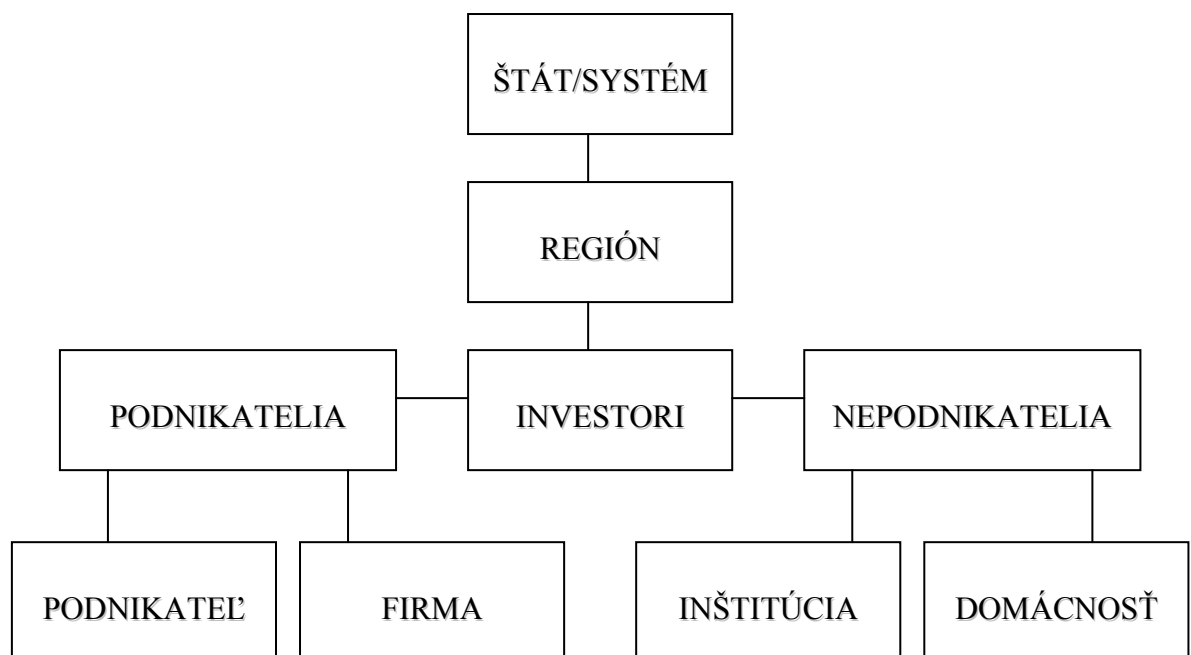 ŠTÁT/SYSTÉM
REGIÓN
PODNIKATELIA
INVESTORI
NEPODNIKATELIA
PODNIKATEĽ
FIRMA
INŠTITÚCIA
DOMÁCNOSŤ